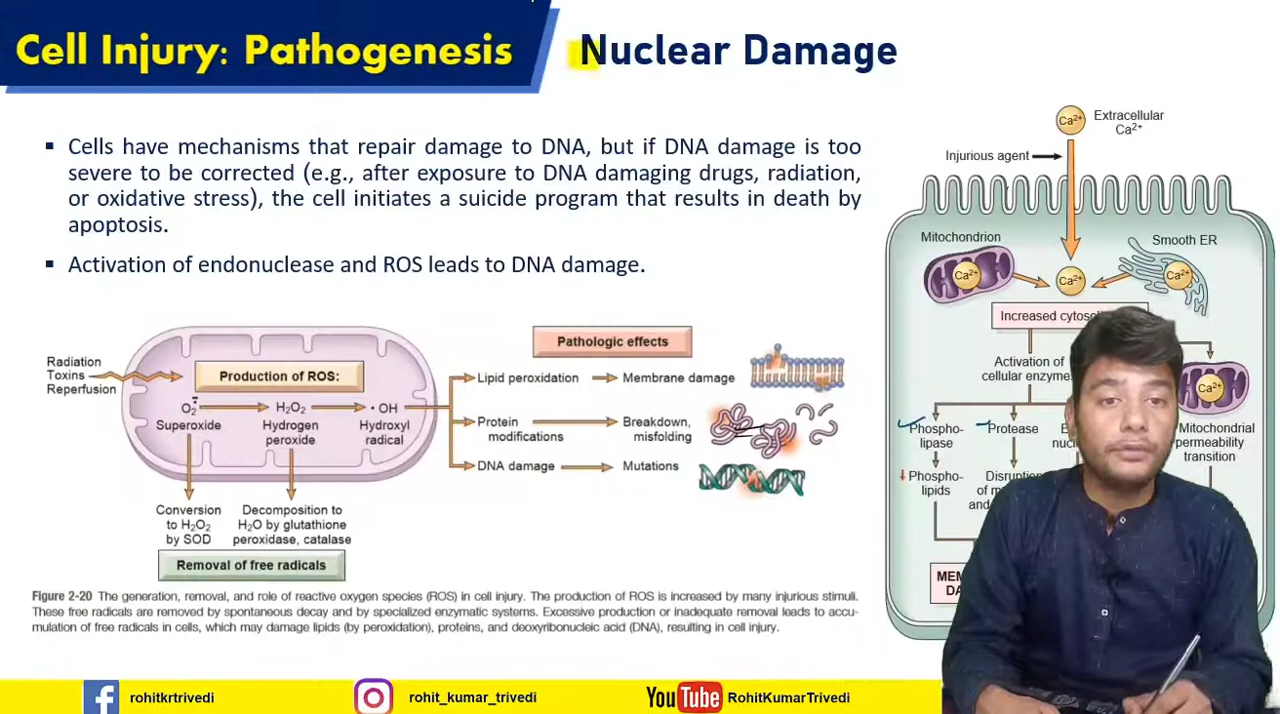 Cell Injury: Pathogenesis
Nuclear Damage
▪ Cells have mechanisms that repair damage to DNA, but if DNA damage is too
severe to be corrected (e.g., after exposure to DNA damaging drugs, radiation,
or oxidative stress), the cell initiates a suicide program that results in death by
apoptosis.
▪ Activation of endonuclease and ROS leads to DNA damage.
Radiation
Toxins
Reperfusion
Production of ROS:
O₂⁻
Superoxide
H₂O₂
Hydrogen
peroxide
• OH
Hydroxyl
radical
Conversion
to H₂O₂
by SOD
Decomposition to
H₂O by glutathione
peroxidase, catalase
Removal of free radicals
Pathologic effects
Lipid peroxidation
Membrane damage
Protein
modifications
Breakdown,
misfolding
DNA damage
Mutations
Figure 2-20 The generation, removal, and role of reactive oxygen species (ROS) in cell injury. The production of ROS is increased by many injurious stimuli.
These free radicals are removed by spontaneous decay and by specialized enzymatic systems. Excessive production or inadequate removal leads to accu-
mulation of free radicals in cells, which may damage lipids (by peroxidation), proteins, and deoxyribonucleic acid (DNA), resulting in cell injury.
Ca²⁺
Extracellular
Ca²⁺
Injurious agent
Mitochondrion
Smooth ER
Ca²⁺
Ca²⁺
Ca²⁺
Increased
Activation of
cellular
Ca²⁺
Phospho-
lipase
Protease
Mitochondrial
permeability
transition
Phospho-
lipids
rohitkrtrivedi
rohit_kumar_trivedi
YouTube
RohitKumarTrivedi